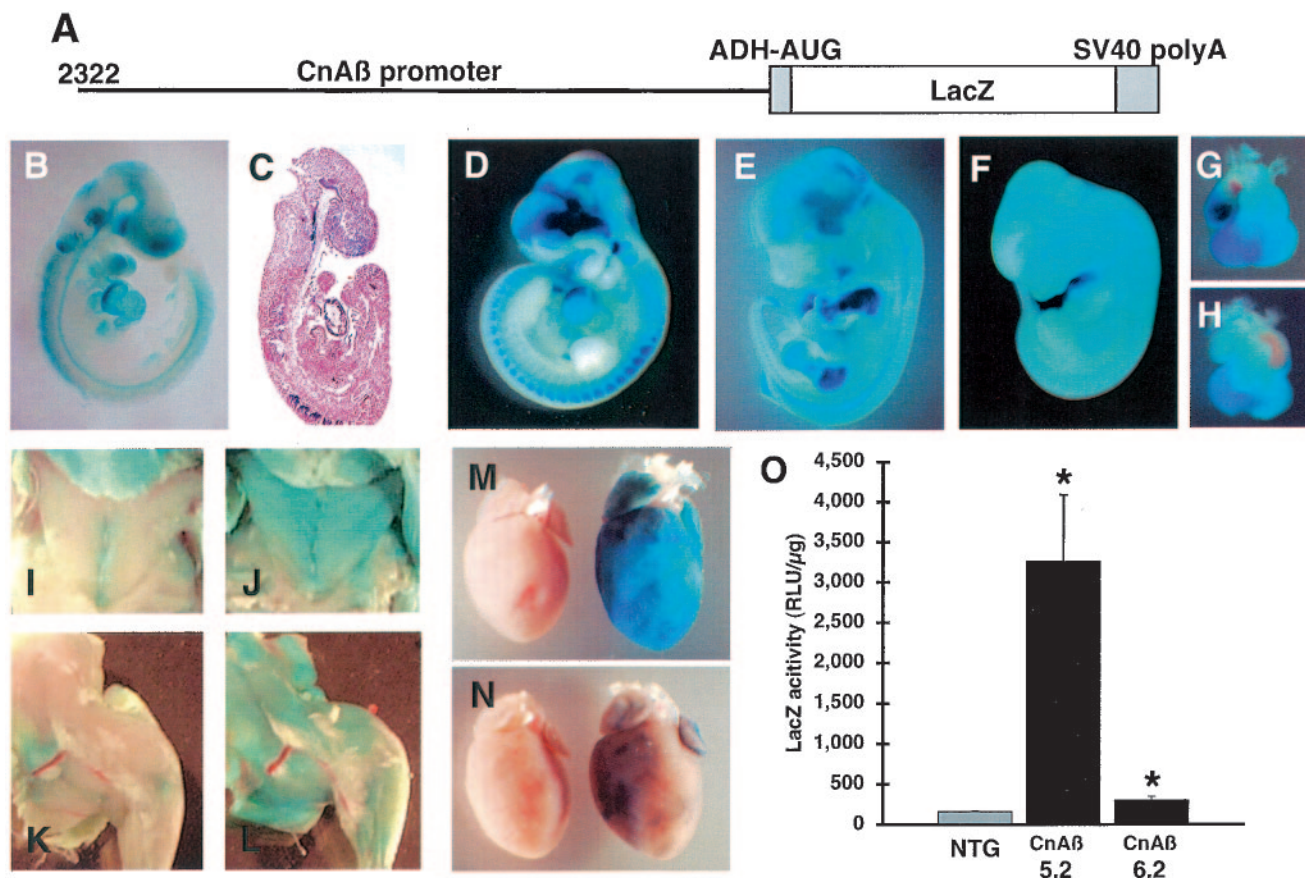 A
2322
CnAß promoter
ADH-AUG
LacZ
SV40 polyA
B
C
D
E
F
G
H
I
J
K
L
M
N
O
LacZ acitivity (RLU/µg)
4,500
4,000
3,500
3,000
2,500
2,000
1,500
1,000
500
0
*
*
NTG
CnAß
5.2
CnAß
6.2